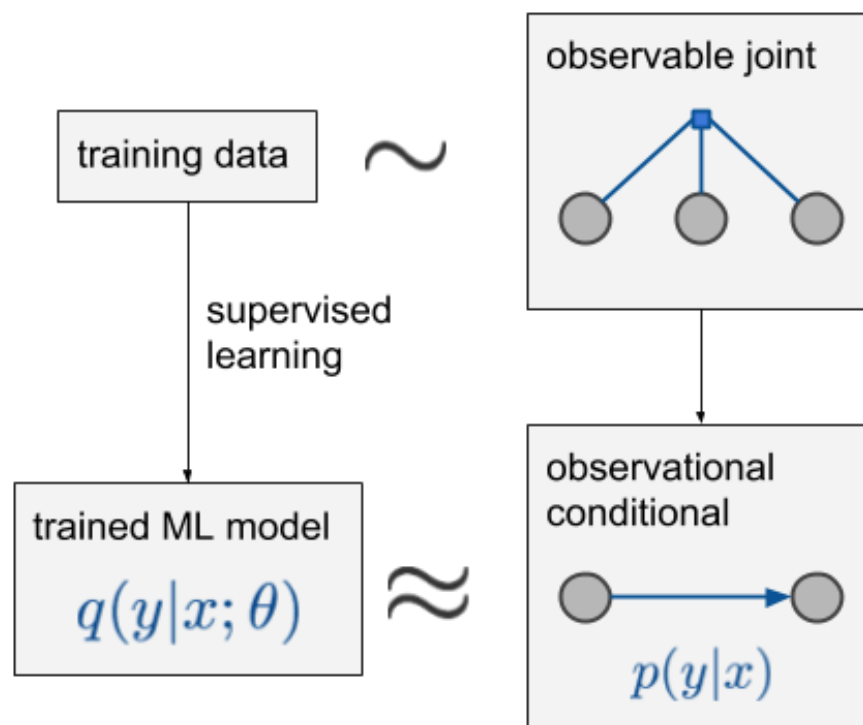 observable joint
training data
~
supervised
learning
trained ML model
q(y|x; θ)
≈
observational
conditional
p(y|x)